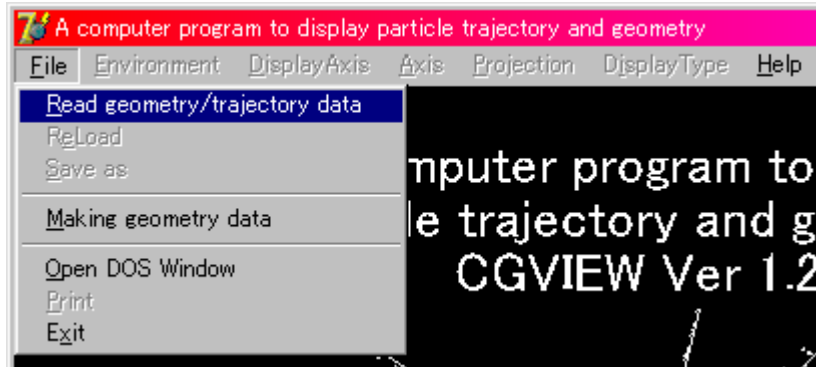 A computer program to display particle trajectory and geometry
File Environment DisplayAxis Axis Projection DisplayType Help
Read geometry/trajectory data
ReLoad
Save as
Making geometry data
Open DOS Window
Print
Exit
mputer program to
le trajectory and g
CGVIEW Ver 1.2